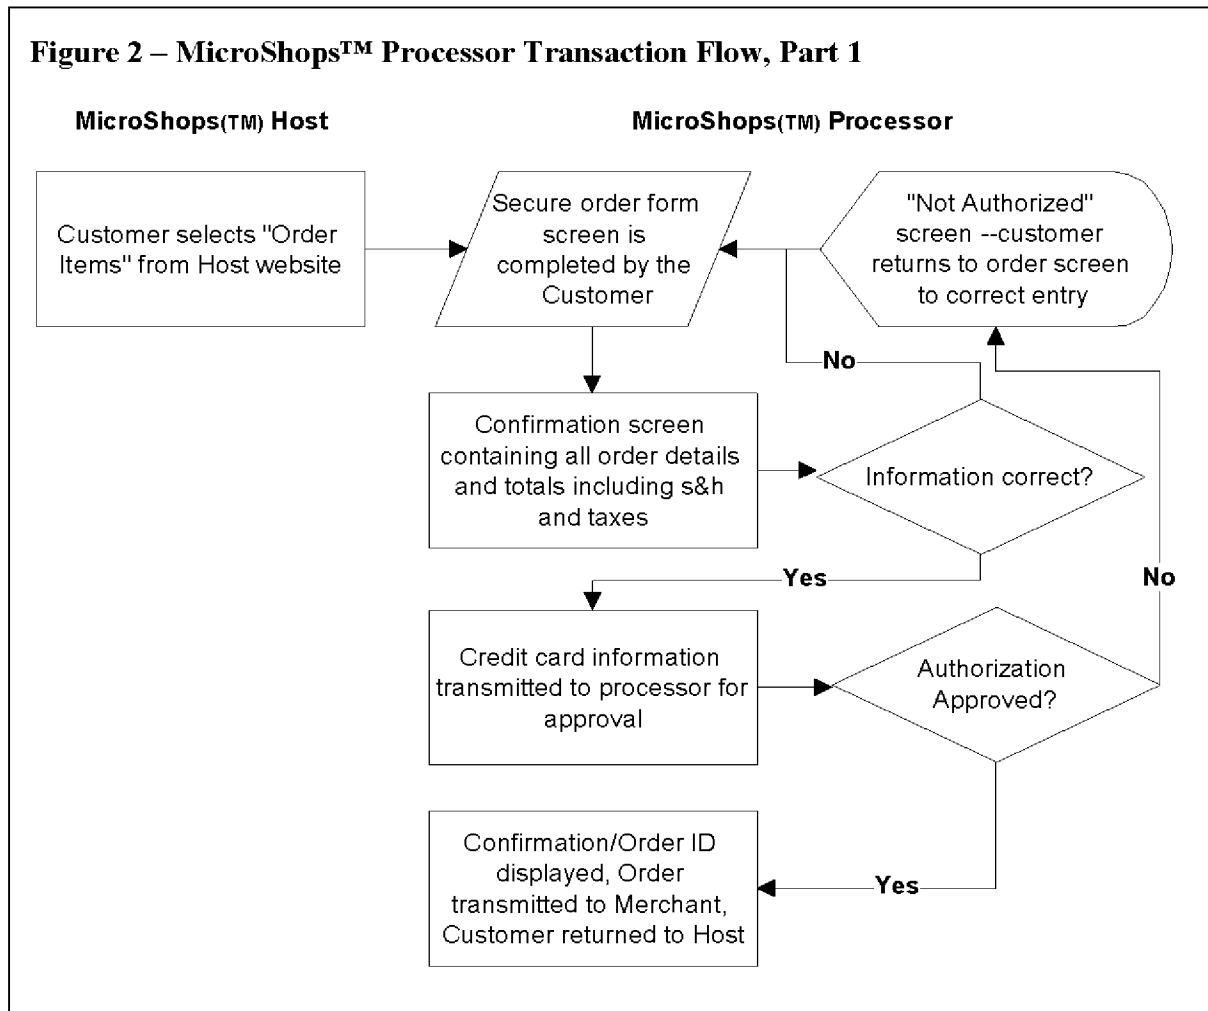 Figure 2 – MicroShops™ Processor Transaction Flow, Part 1
MicroShops(TM) Host
MicroShops(TM) Processor
Customer selects "Order
Items" from Host website
Secure order form
screen is
completed by the
Customer
"Not Authorized"
screen --customer
returns to order screen
to correct entry
No
Confirmation screen
containing all order details
and totals including s&h
and taxes
Information correct?
Yes
No
Credit card information
transmitted to processor for
approval
Authorization
Approved?
Confirmation/Order ID
displayed, Order
transmitted to Merchant,
Customer returned to Host
Yes